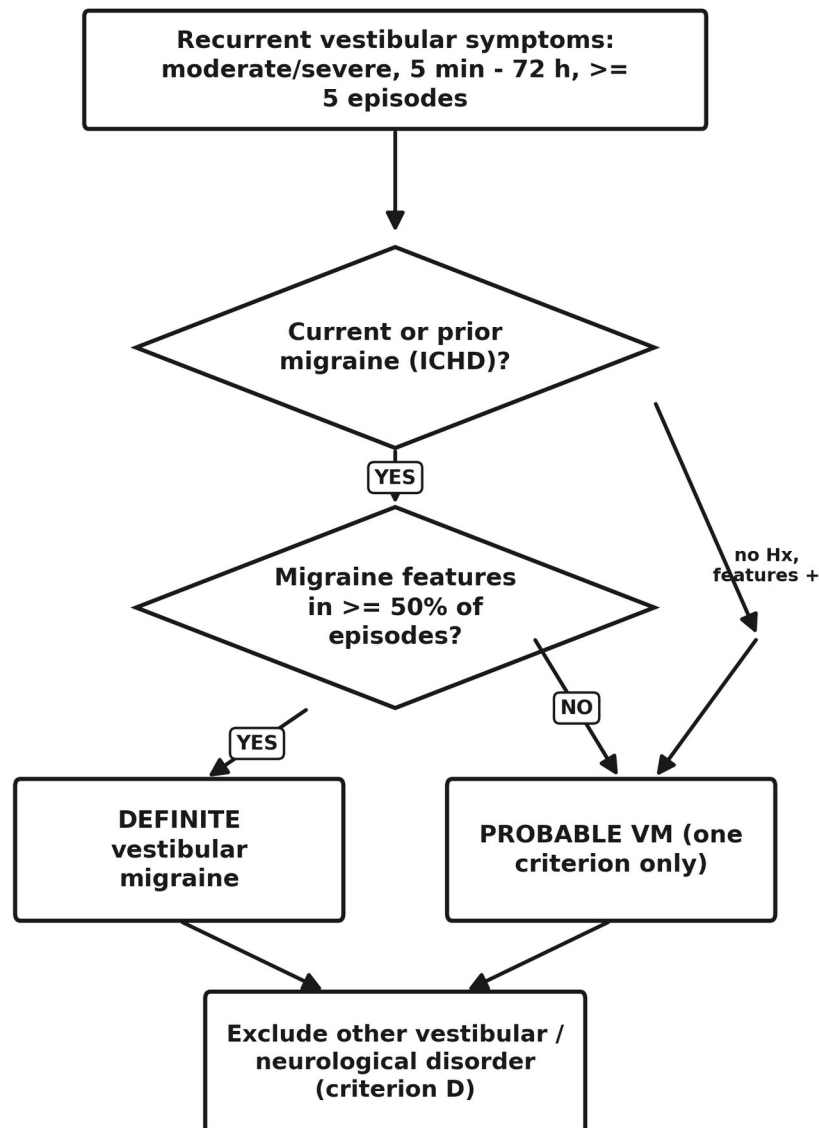 Recurrent vestibular symptoms:
moderate/severe, 5 min - 72 h, >=
5 episodes
Current or prior
migraine (ICHD)?
YES
no Hx,
features +
Migraine features
in >= 50% of
episodes?
NO
YES
DEFINITE
vestibular
migraine
PROBABLE VM (one
criterion only)
Exclude other vestibular /
neurological disorder
(criterion D)